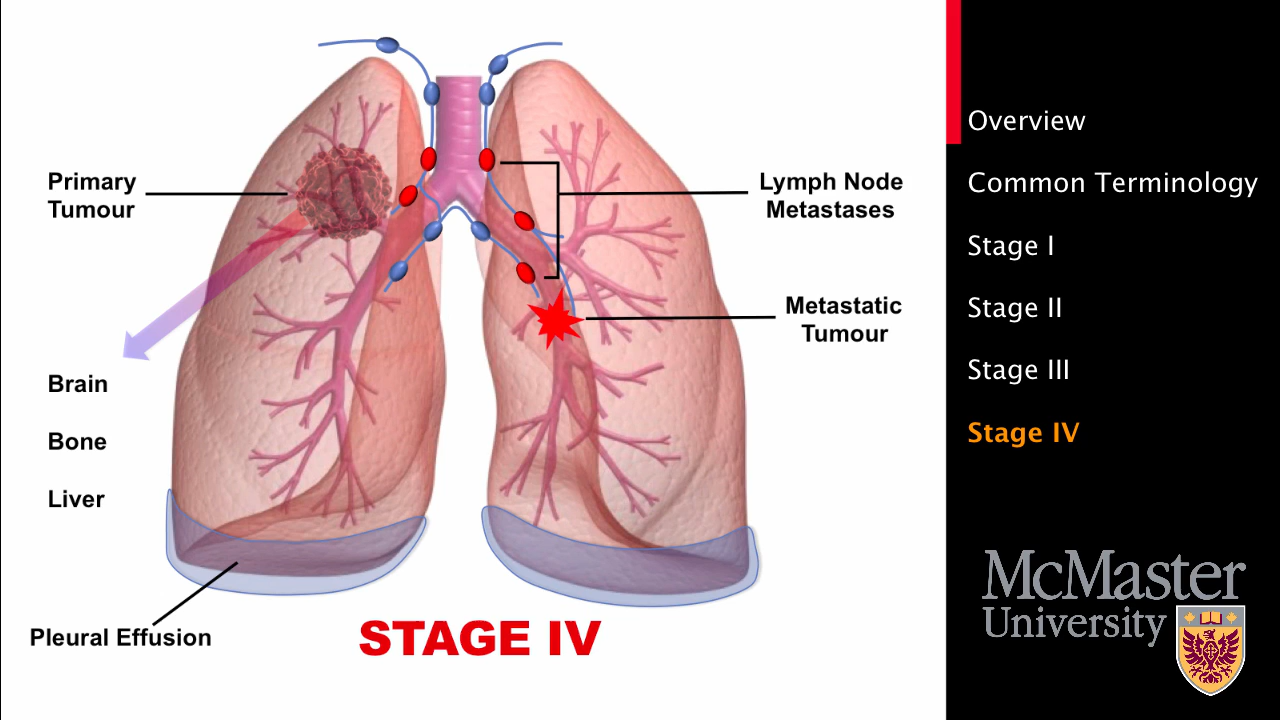 Primary
Tumour
Lymph Node
Metastases
Metastatic
Tumour
Brain
Bone
Liver
Pleural Effusion
STAGE IV
Overview
Common Terminology
Stage I
Stage II
Stage III
Stage IV
McMaster
University